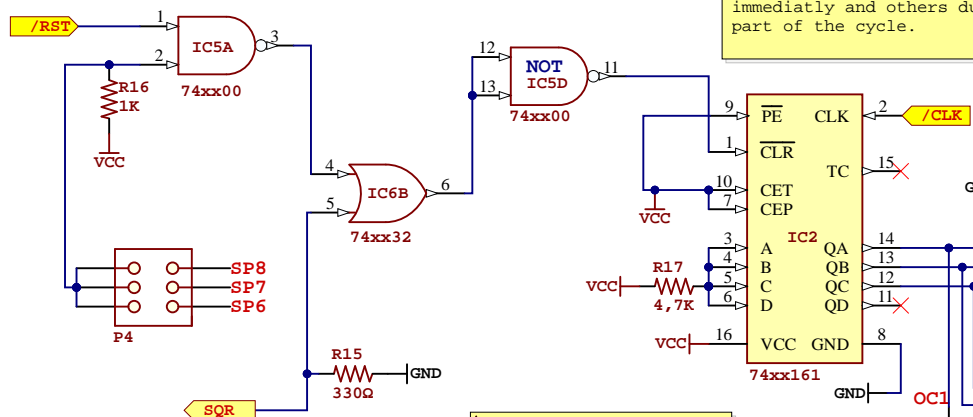 immediatly and others du
part of the cycle.
/RST
1
2
3
IC5A
74xx00
R16
1K
VCC
12
13
11
NOT
IC5D
74xx00
4
5
6
IC6B
74xx32
9
PE
CLK
2
/CLK
1
CLR
TC
15
10
CET
7
CEP
VCC
IC2
3
A
QA
14
4
B
QB
13
5
C
QC
12
6
D
QD
11
VCC
R17
4,7K
VCC
16
VCC
GND
8
74xx161
GND
OC1
SP8
SP7
SP6
P4
R15
330Ω
GND
SQR